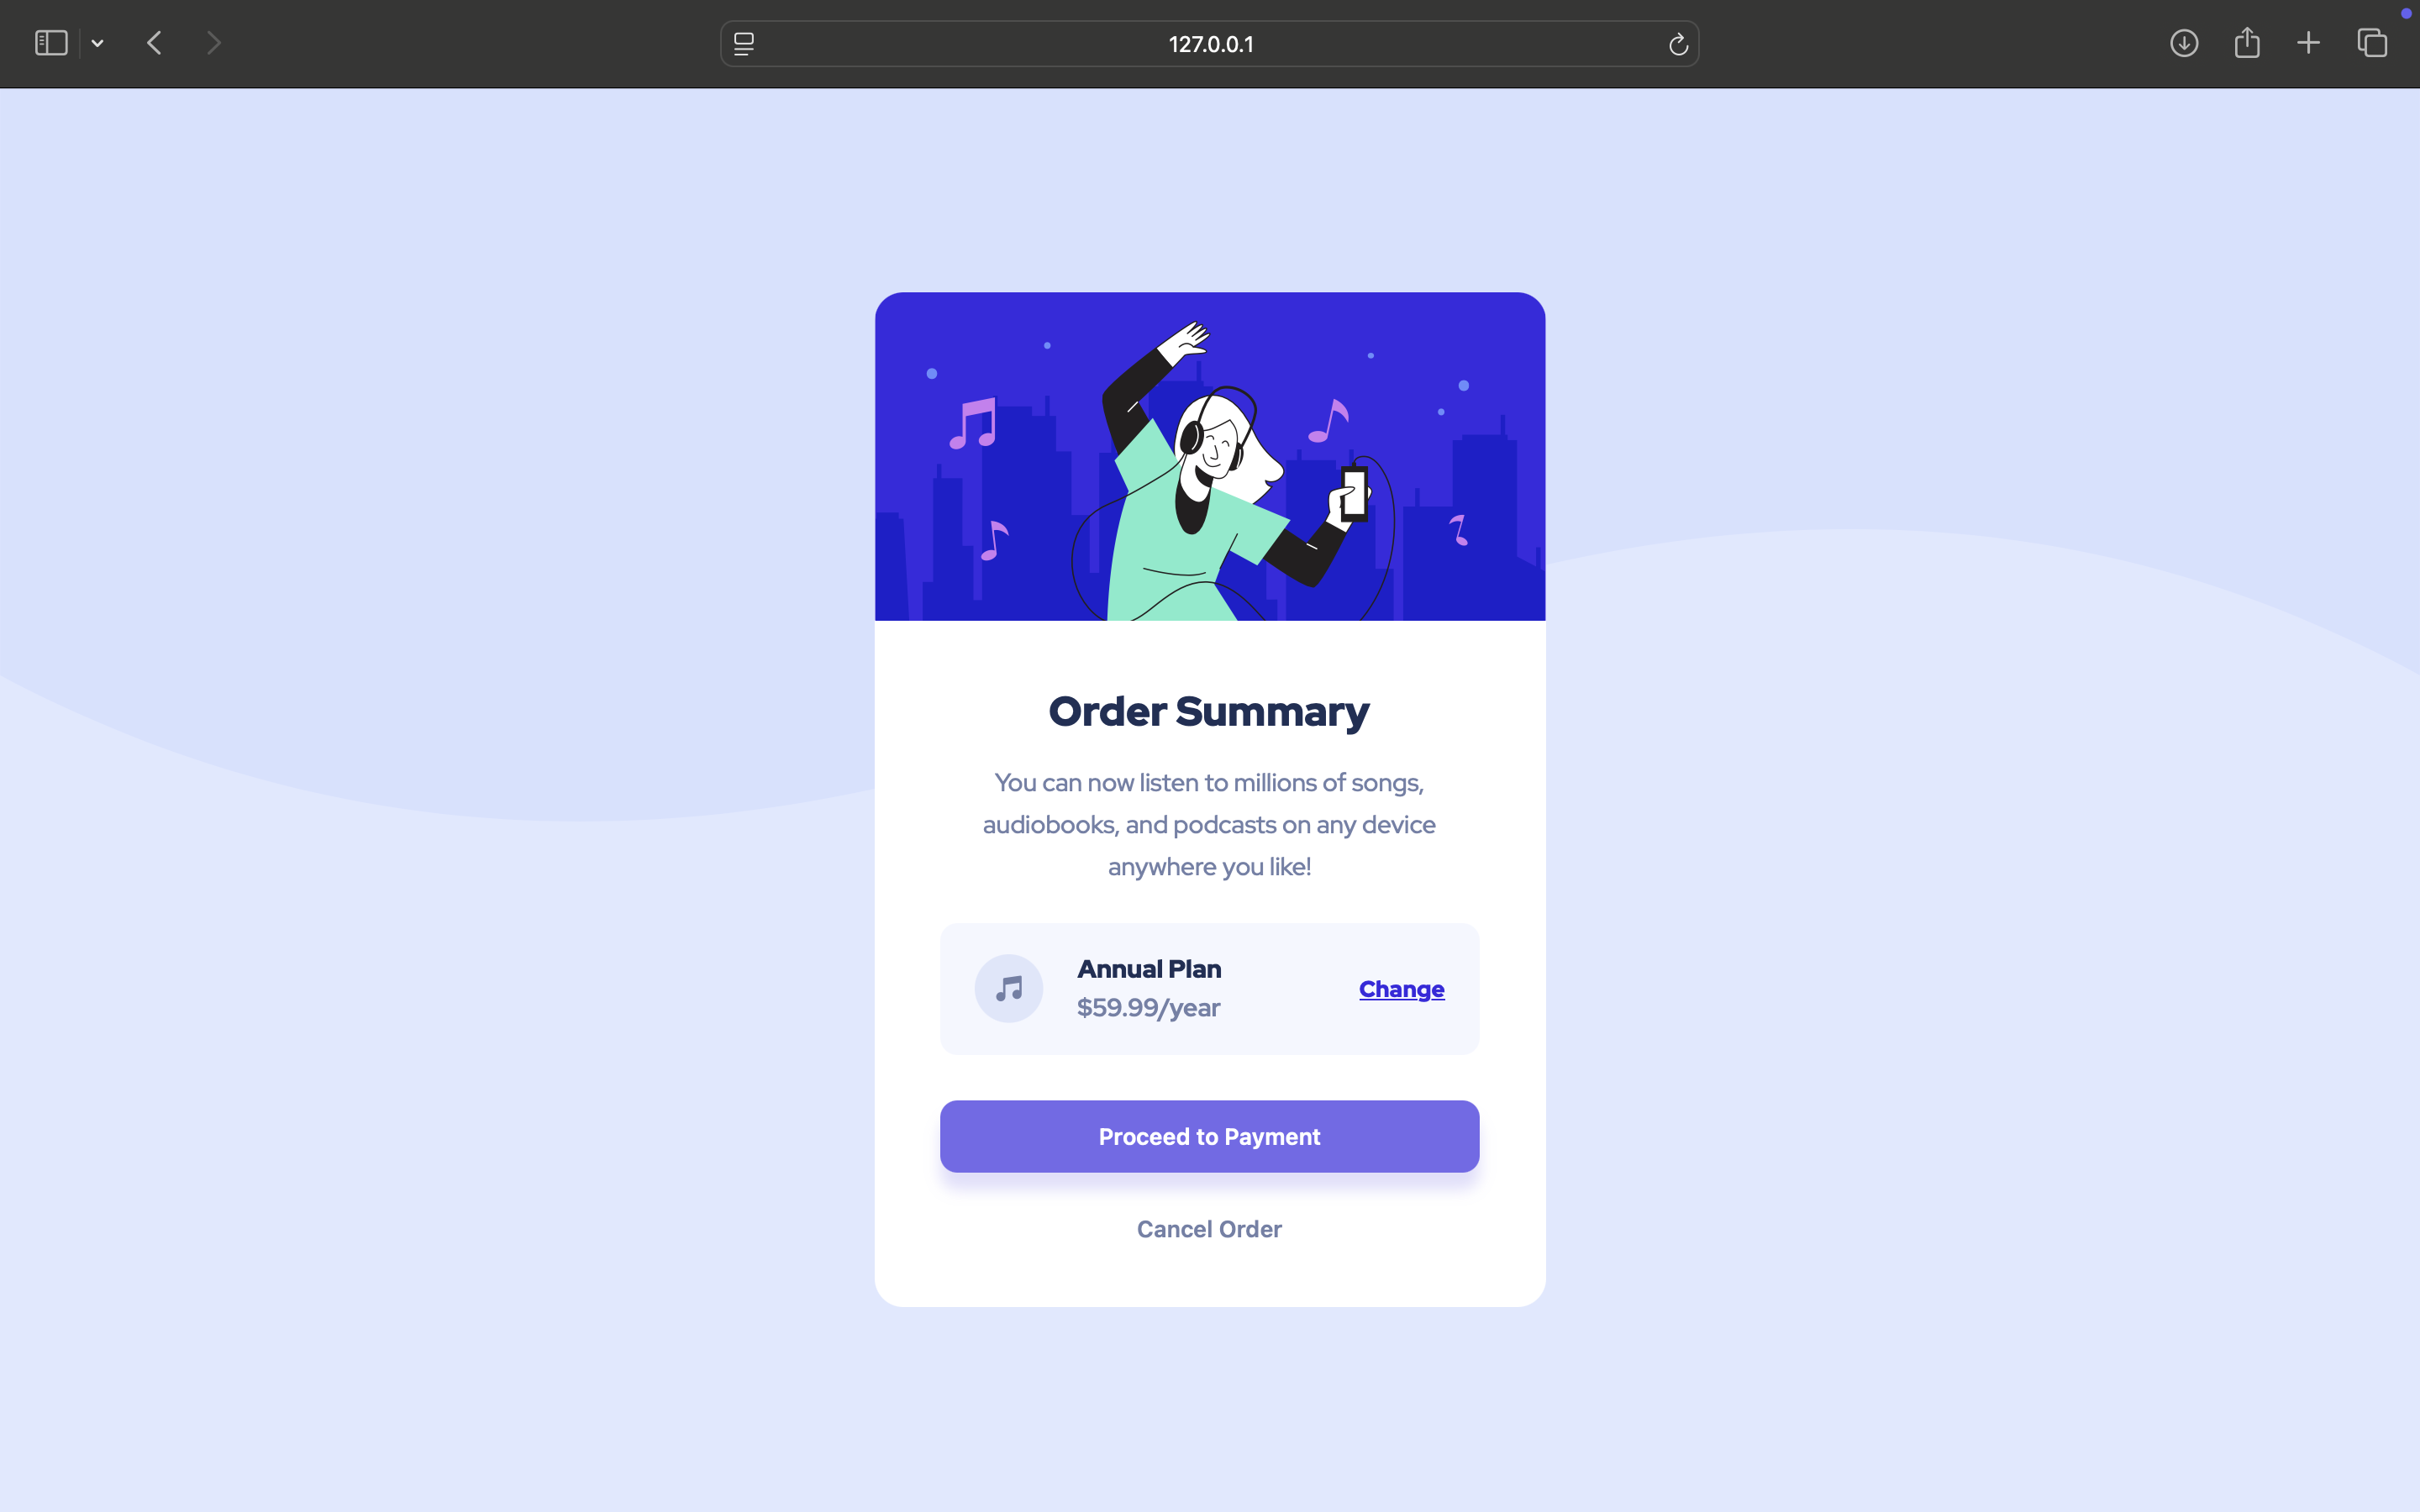 127.0.0.1
Order Summary
You can now listen to millions of songs,
audiobooks, and podcasts on any device
anywhere you like!
Annual Plan
$59.99/year
Change
Proceed to Payment
Cancel Order